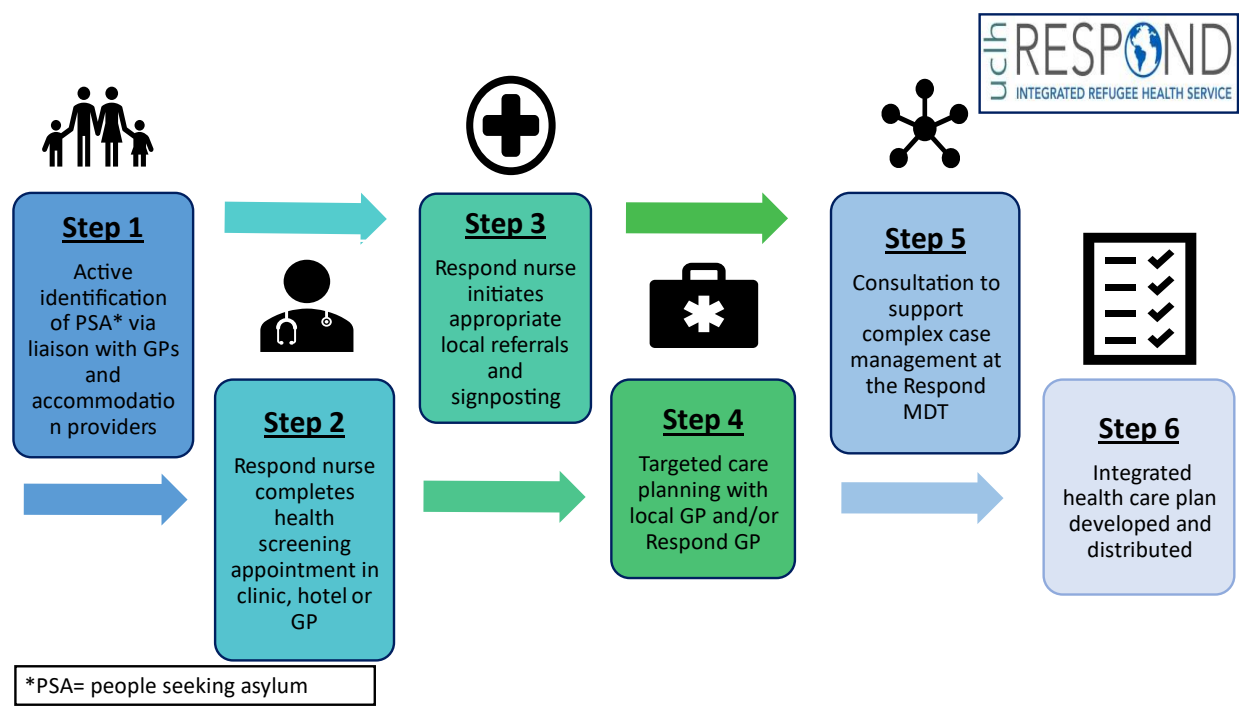 uclh
RESPOND
INTEGRATED REFUGEE HEALTH SERVICE
Step 1
Active
identification
of PSA* via
liaison with GPs
and
accommodatio
n providers
Step 2
Respond nurse
completes
health
screening
appointment in
clinic, hotel or
GP
Step 3
Respond nurse
initiates
appropriate
local referrals
and
signposting
Step 4
Targeted care
planning with
local GP and/or
Respond GP
Step 5
Consultation to
support
complex case
management at
the Respond
MDT
Step 6
Integrated
health care plan
developed and
distributed
*PSA= people seeking asylum